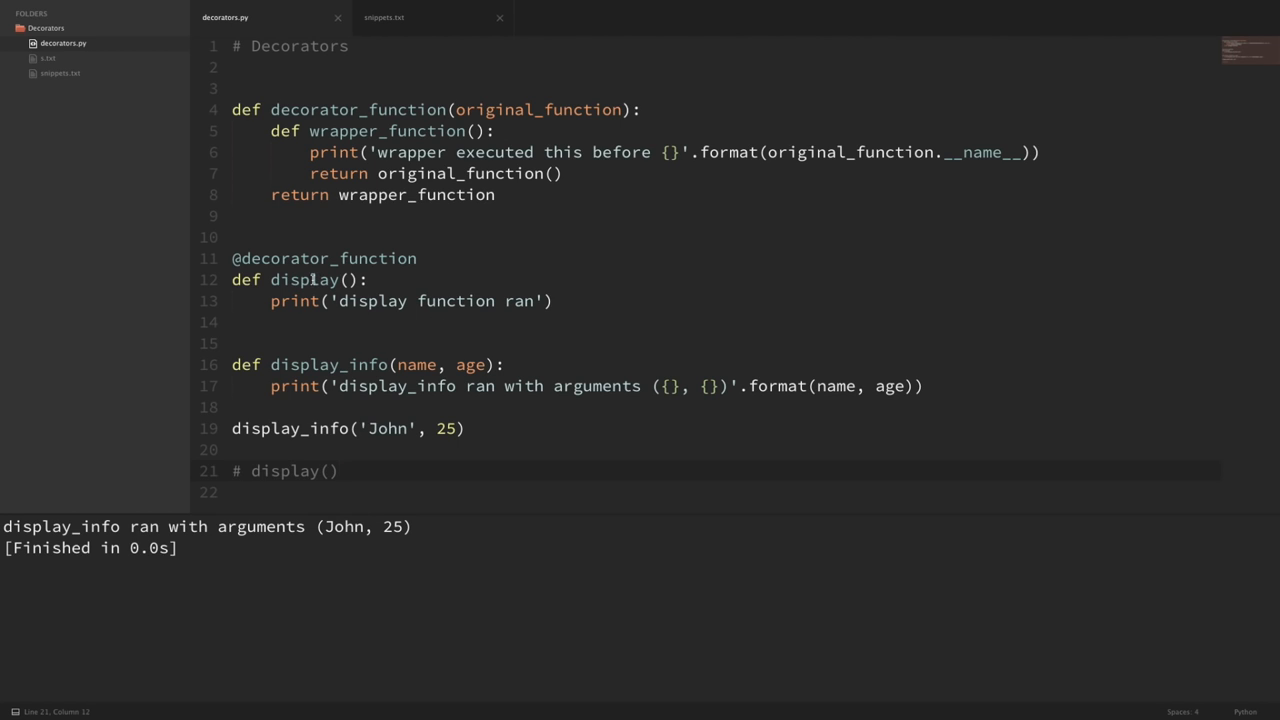 FOLDERS
Decorators
decorators.py
s.txt
snippets.txt
decorators.py × snippets.txt ×
1 # Decorators
2
3
4 def decorator_function(original_function):
5     def wrapper_function():
6         print('wrapper executed this before {}'.format(original_function.__name__))
7         return original_function()
8     return wrapper_function
9
10
11 @decorator_function
12 def display():
13     print('display function ran')
14
15
16 def display_info(name, age):
17     print('display_info ran with arguments ({}, {})'.format(name, age))
18
19 display_info('John', 25)
20
21 # display()
22
display_info ran with arguments (John, 25)
[Finished in 0.0s]
Line 21, Column 12 Spaces: 4 Python